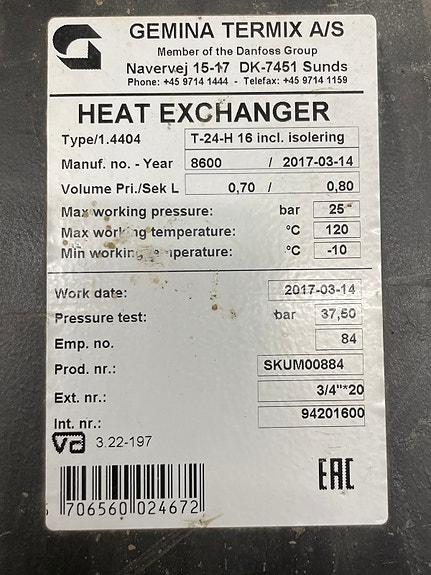 GEMINA TERMIX A/S
Member of the Danfoss Group
Navervej 15-17 DK-7451 Sunds
Phone: +45 9714 1444 - Telefax: +45 9714 1159
HEAT EXCHANGER
Type/1.4404 T-24-H 16 incl. isolering
Manuf. no. - Year 8600 / 2017-03-14
Volume Pri./Sek L 0,70 / 0,80
Max working pressure: bar 25
Max working temperature: °C 120
Min working temperature: °C -10
Work date: 2017-03-14
Pressure test: bar 37,50
Emp. no. 84
Prod. nr.: SKUM00884
Ext. nr.: 3/4"*20
Int. nr.: 94201600
va 3.22-197
EAC
706560 024672